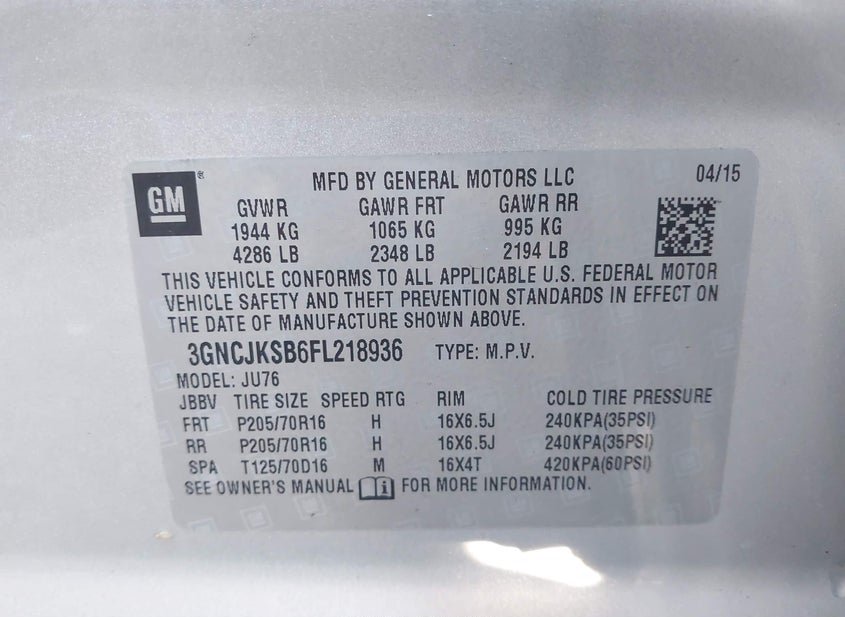 GM ® MFD BY GENERAL MOTORS LLC 04/15
GVWR GAWR FRT GAWR RR
1944 KG 1065 KG 995 KG
4286 LB 2348 LB 2194 LB
THIS VEHICLE CONFORMS TO ALL APPLICABLE U.S. FEDERAL MOTOR
VEHICLE SAFETY AND THEFT PREVENTION STANDARDS IN EFFECT ON
THE DATE OF MANUFACTURE SHOWN ABOVE.
3GNCJKSB6FL218936 TYPE: M.P.V.
MODEL: JU76
JBBV TIRE SIZE SPEED RTG RIM COLD TIRE PRESSURE
FRT P205/70R16 H 16X6.5J 240KPA(35PSI)
RR P205/70R16 H 16X6.5J 240KPA(35PSI)
SPA T125/70D16 M 16X4T 420KPA(60PSI)
SEE OWNER'S MANUAL FOR MORE INFORMATION.